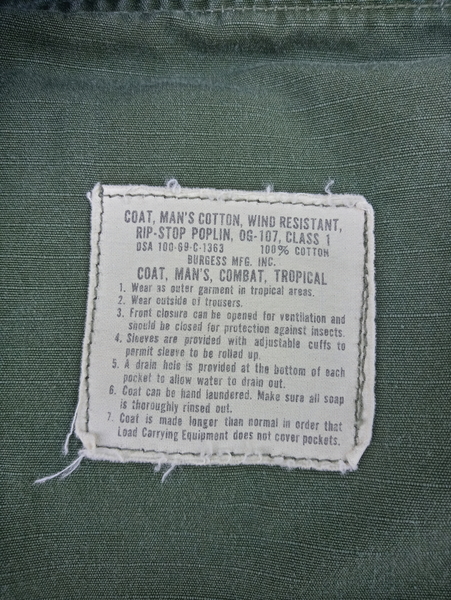 COAT, MAN'S COTTON, WIND RESISTANT,
RIP-STOP POPLIN, OG-107, CLASS 1
DSA 100-69-C-1363 100% COTTON
BURGESS MFG. INC.
COAT, MAN'S, COMBAT, TROPICAL
1. Wear as outer garment in tropical areas.
2. Wear outside of trousers.
3. Front closure can be opened for ventilation and
should be closed for protection against insects.
4. Sleeves are provided with adjustable cuffs to
permit sleeve to be rolled up.
5. A drain hole is provided at the bottom of each
pocket to allow water to drain out.
6. Coat can be hand laundered. Make sure all soap
is thoroughly rinsed out.
7. Coat is made longer than normal in order that
Load Carrying Equipment does not cover pockets.